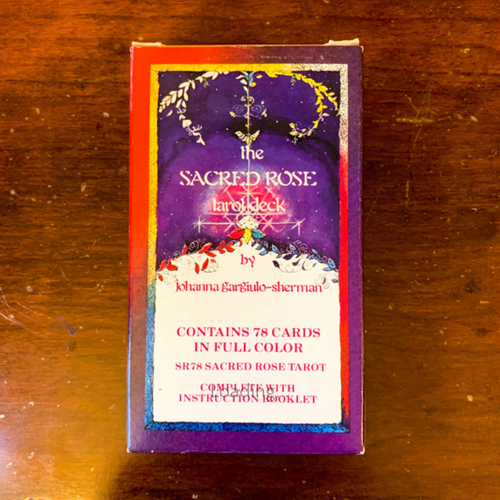 the
SACRED ROSE
tarot deck
by
johanna gargiulo-sherman
CONTAINS 78 CARDS
IN FULL COLOR
SR78 SACRED ROSE TAROT
COMPLETE WITH
INSTRUCTION BOOKLET
Loading